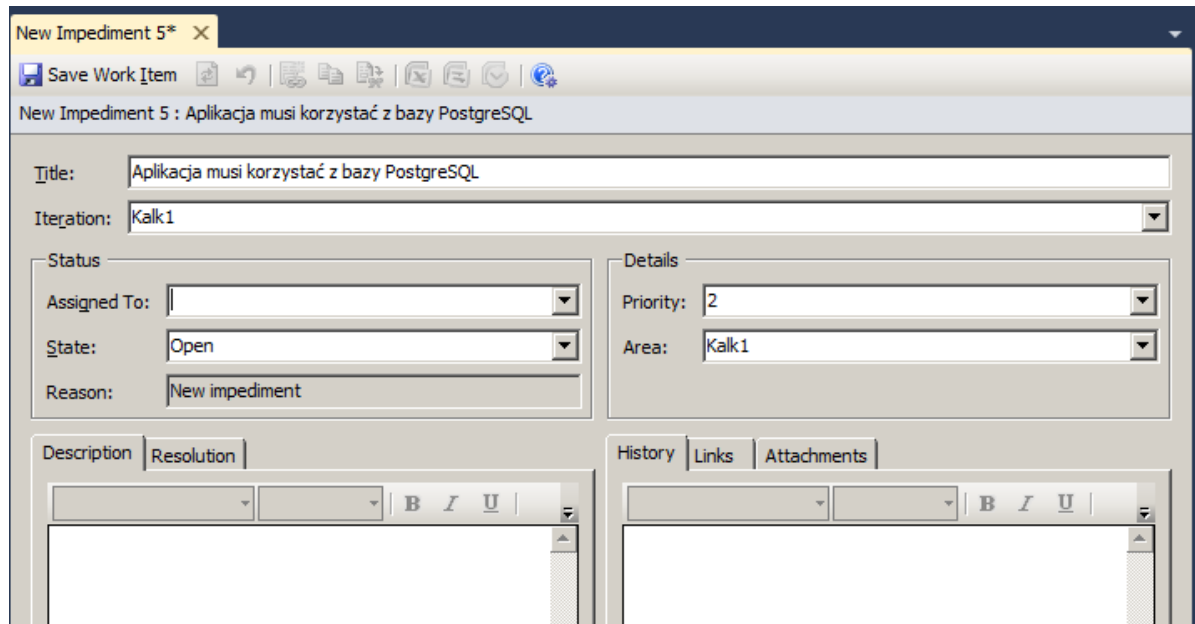 New Impediment 5*
Save Work Item
New Impediment 5 : Aplikacja musi korzystać z bazy PostgreSQL
Title: Aplikacja musi korzystać z bazy PostgreSQL
Iteration: Kalk1
Status
Assigned To:
State: Open
Reason: New impediment
Details
Priority: 2
Area: Kalk1
Description Resolution
B I U
History Links Attachments
B I U